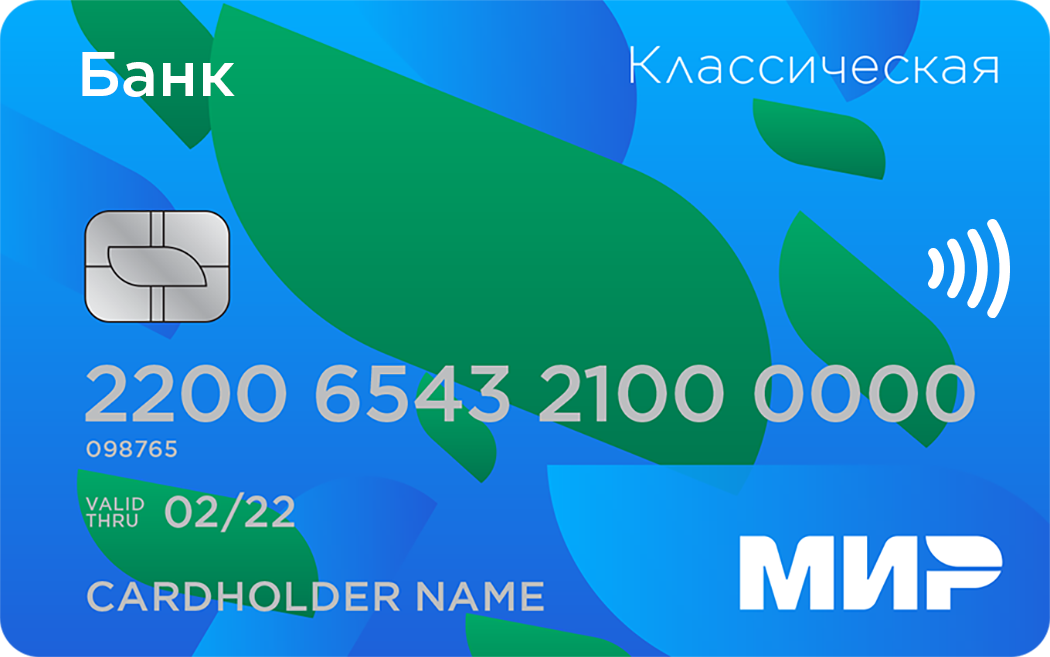 Банк
Классическая
2200 6543 2100 0000
098765
VALID THRU 02/22
CARDHOLDER NAME
МИР